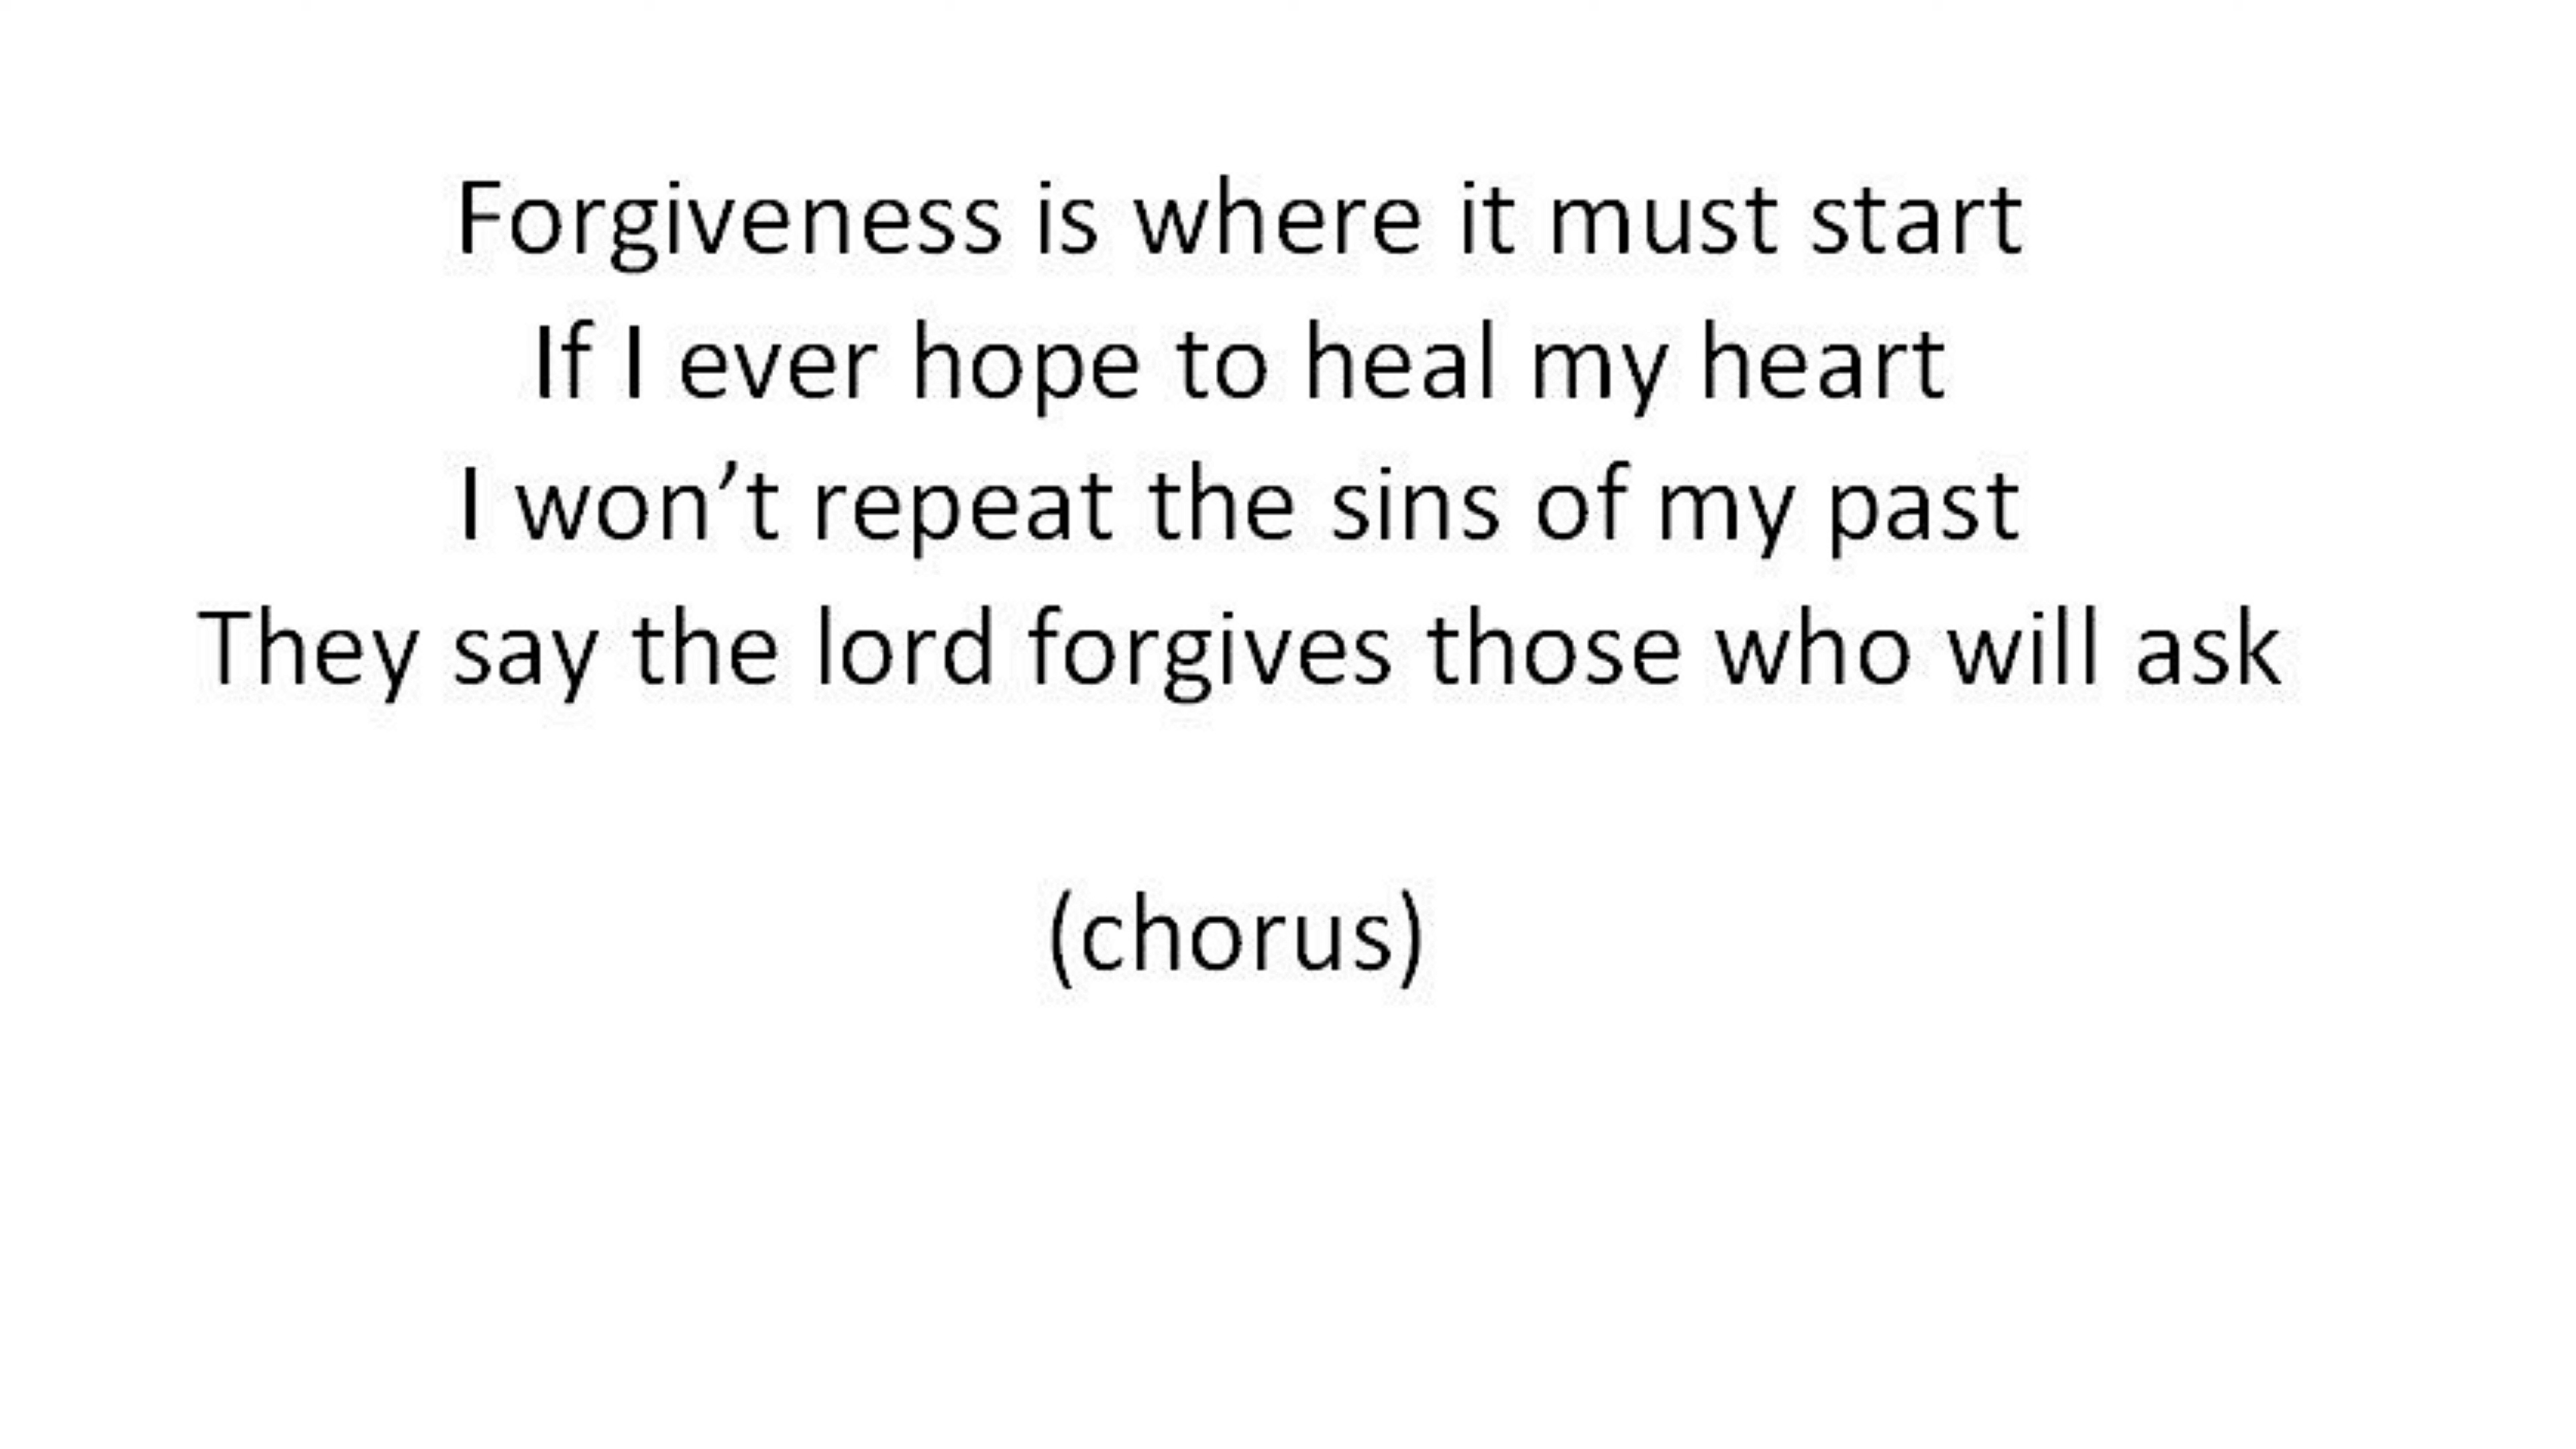 Forgiveness is where it must start
If I ever hope to heal my heart
I won’t repeat the sins of my past
They say the lord forgives those who will ask
(chorus)